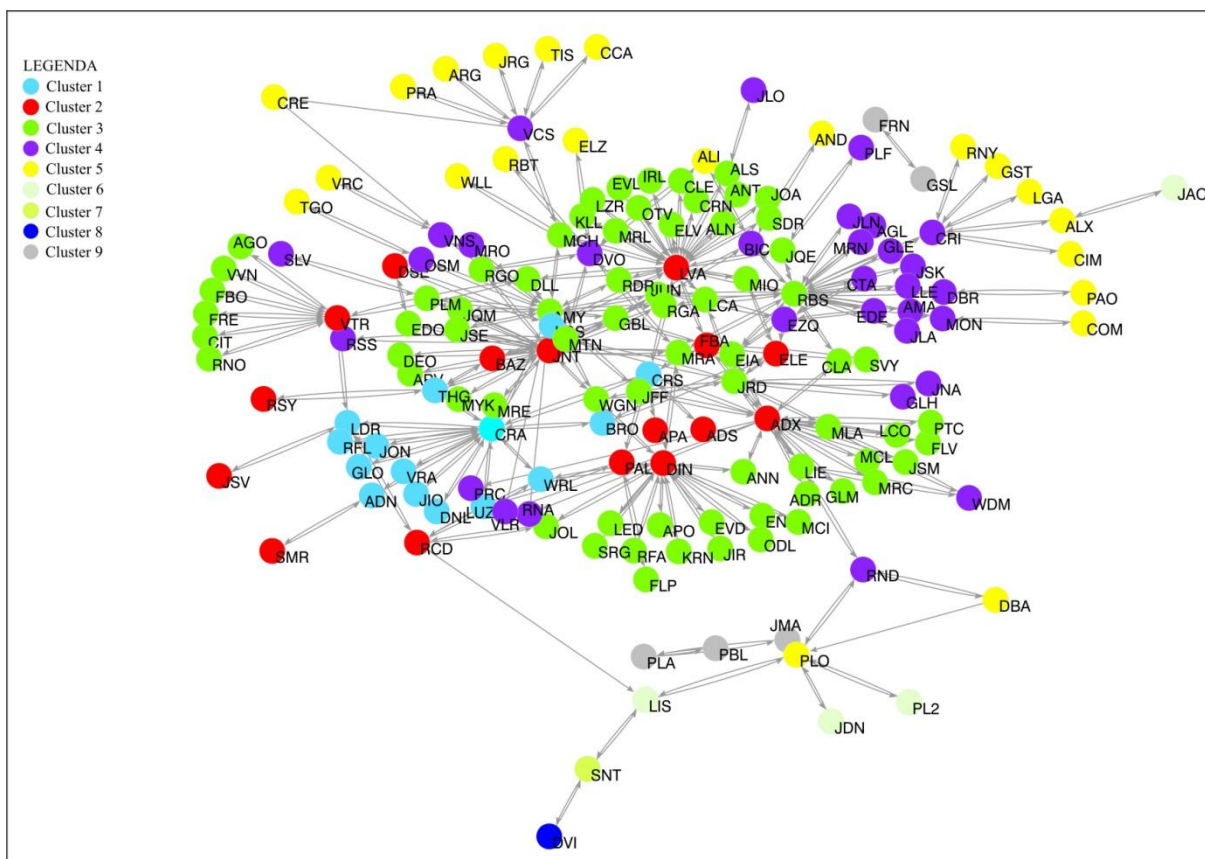 LEGENDA
Cluster 1
Cluster 2
Cluster 3
Cluster 4
Cluster 5
Cluster 6
Cluster 7
Cluster 8
Cluster 9
TIS
CCA
JRG
ARG
PRA
CRE
JLO
VCS
FRN
AND
PLF
ELZ
RBT
WLL
ALI
ALS
GSL
RNY
GST
LGA
ALX
JAO
VRC
TGO
IRL
EVL
CLE
ANT
JOA
LZR
OTV
CRN
KLL
ELV
ALN
SDR
MCH
MRL
JLN
AGL
CRI
CIM
VNS
MRO
DVO
BIC
JQE
MRN
GLE
AGO
SLV
OSM
LVA
JSK
VVN
RGO
DLL
RDR
MIO
CTA
LLE
DBR
PAO
FBO
PLM
LCA
RBS
AMA
FRE
VTR
JQM
RGA
EZQ
EDE
MON
COM
CIT
EDO
JSE
GBL
JLA
RNO
RSS
MTN
FBA
DEO
BAZ
JNT
MRA
EIA
ELE
CLA
SVY
CRS
JRD
JNA
THG
RSY
MYK
MRE
WGN
JFF
GLH
LDR
CRA
BRO
APA
ADS
ADX
MLA
LCO
PTC
RFL
JON
FLV
GLO
VRA
PAL
DIN
ANN
LIE
MCL
JSM
JSV
WRL
MRC
ADN
JIO
PRC
ADR
GLM
WDM
DNL
LUZ
RNA
VLR
LED
APO
EVD
EN
MCI
SMR
RCD
JOL
ODL
SRG
RFA
KRN
JIR
FLP
RND
DBA
JMA
PLA
PBL
PLO
LIS
PL2
JDN
SNT
DVI